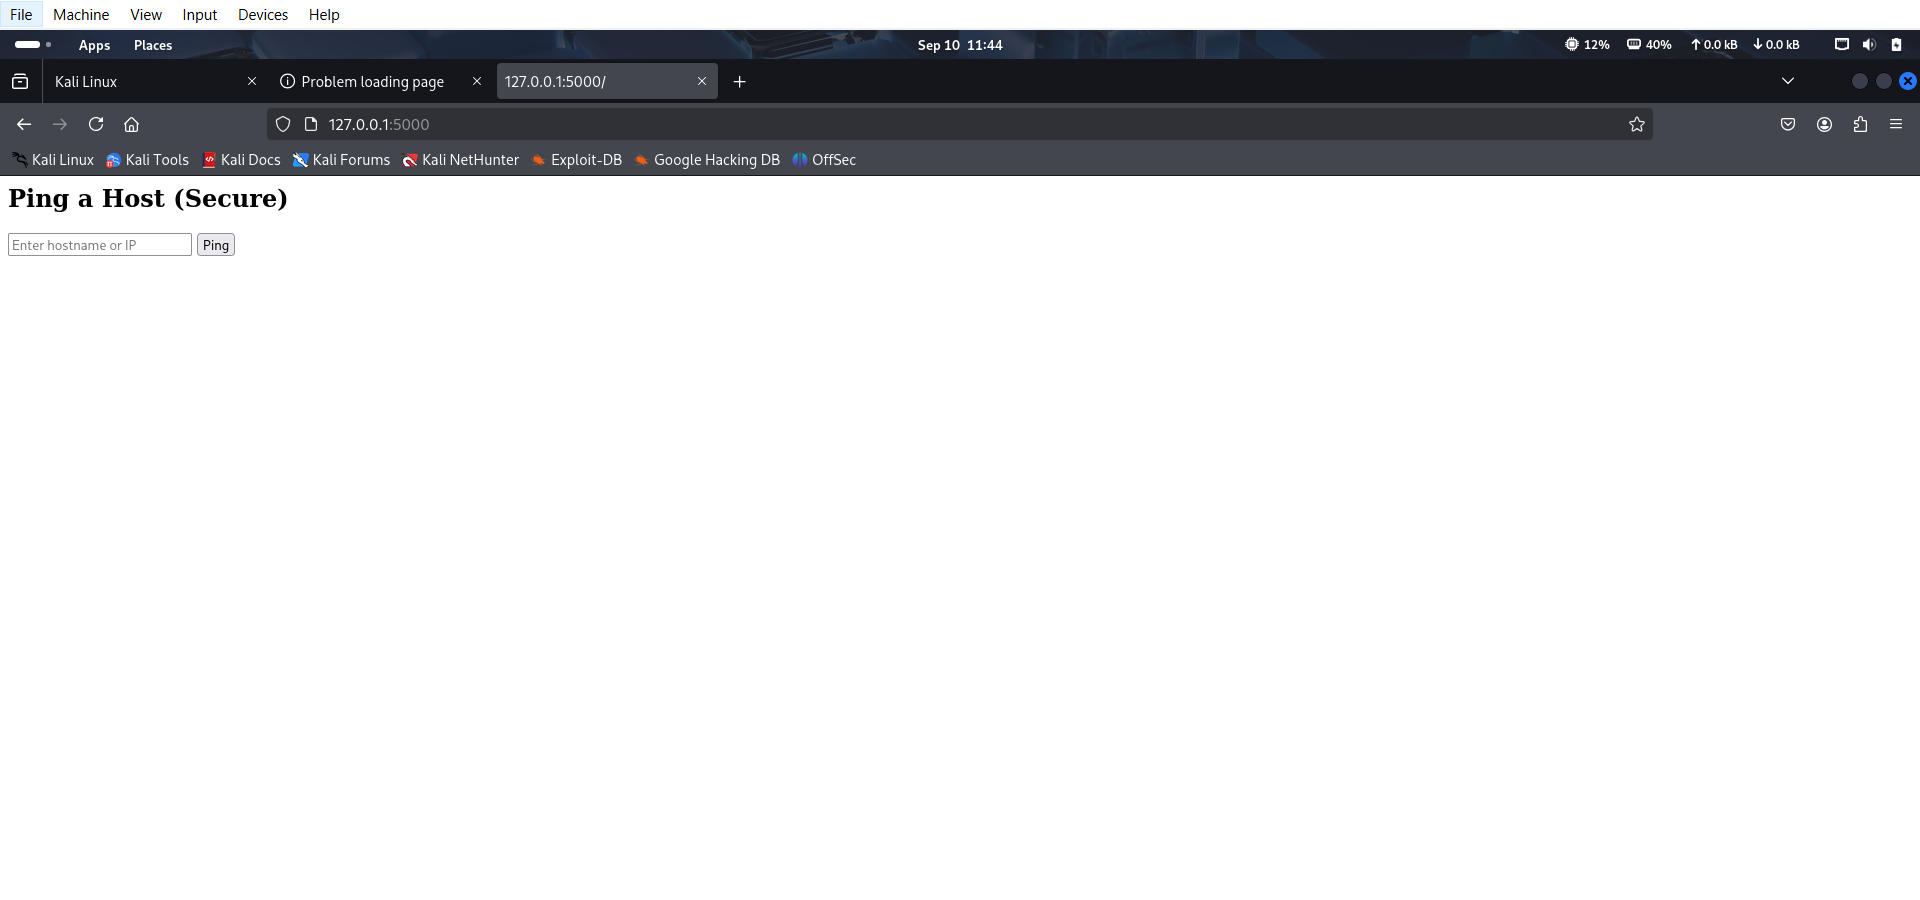 File Machine View Input Devices Help
Apps Places Sep 10 11:44 12% 40% 0.0 kB 0.0 kB
Kali Linux Problem loading page 127.0.0.1:5000/
127.0.0.1:5000
Kali Linux Kali Tools Kali Docs Kali Forums Kali NetHunter Exploit-DB Google Hacking DB OffSec
Ping a Host (Secure)
Enter hostname or IP Ping